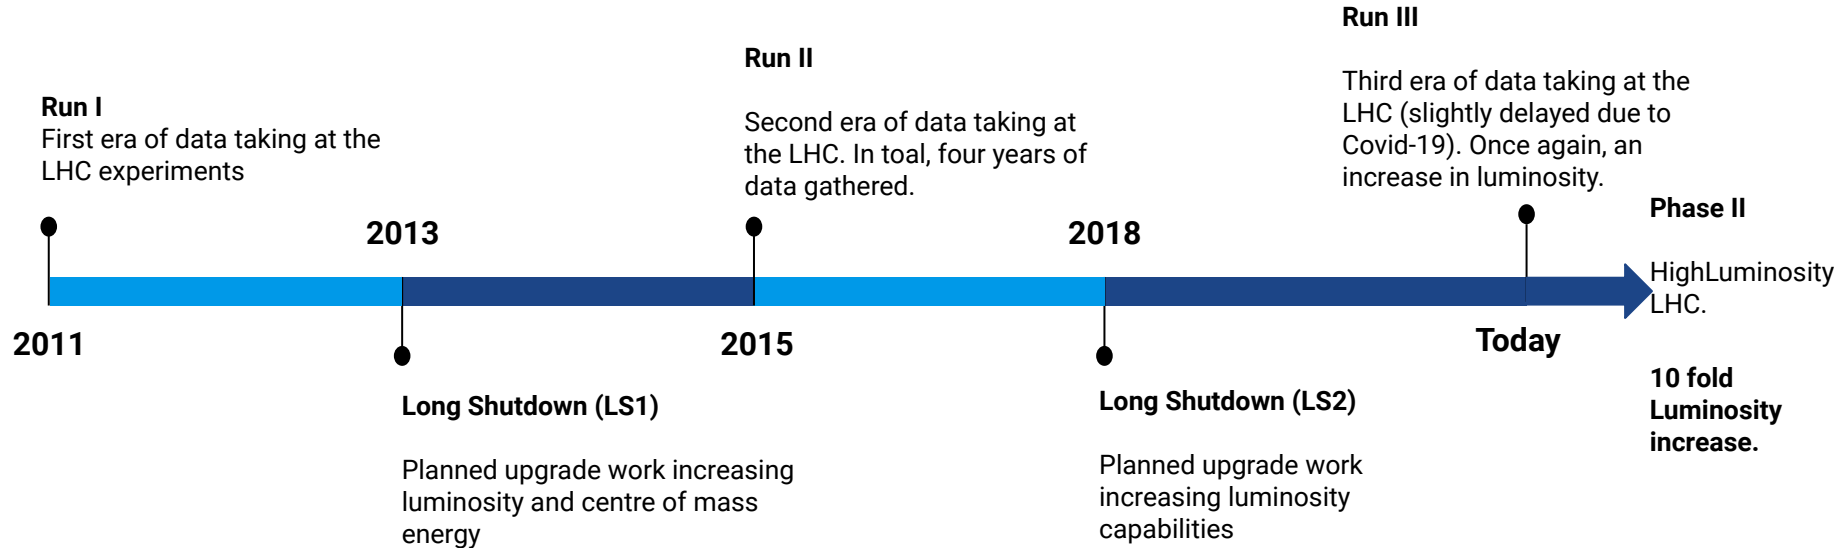 Run I
First era of data taking at the
LHC experiments
Run II
Second era of data taking at
the LHC. In toal, four years of
data gathered.
Run III
Third era of data taking at the
LHC (slightly delayed due to
Covid-19). Once again, an
increase in luminosity.
2013
2018
2011
2015
Today
Long Shutdown (LS1)
Planned upgrade work increasing
luminosity and centre of mass
energy
Long Shutdown (LS2)
Planned upgrade work
increasing luminosity
capabilities
Phase II
HighLuminosity
LHC.
10 fold
Luminosity
increase.